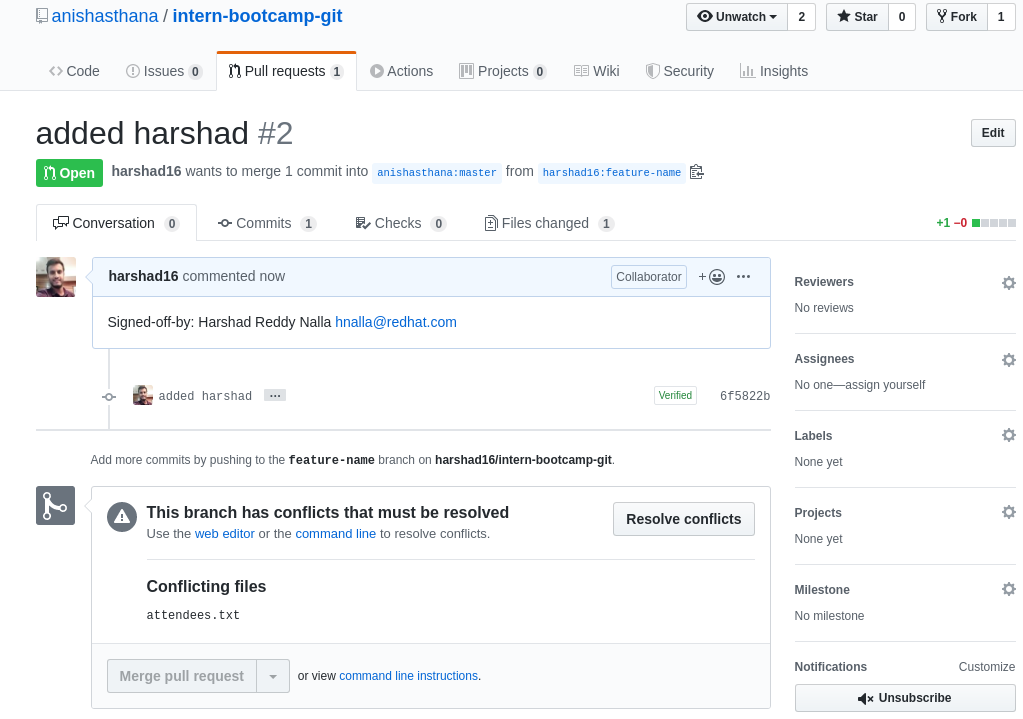 anishasthana / intern-bootcamp-git
Unwatch 2 Star 0 Fork 1
Code Issues 0 Pull requests 1 Actions Projects 0 Wiki Security Insights
added harshad #2
Edit
Open harshad16 wants to merge 1 commit into anishasthana:master from harshad16:feature-name
Conversation 0 Commits 1 Checks 0 Files changed 1
+1 −0
harshad16 commented now
Collaborator +
Signed-off-by: Harshad Reddy Nalla hnalla@redhat.com
added harshad ...
Verified 6f5822b
Add more commits by pushing to the feature-name branch on harshad16/intern-bootcamp-git.
This branch has conflicts that must be resolved
Use the web editor or the command line to resolve conflicts.
Resolve conflicts
Conflicting files
attendees.txt
Merge pull request or view command line instructions.
Reviewers
No reviews
Assignees
No one—assign yourself
Labels
None yet
Projects
None yet
Milestone
No milestone
Notifications Customize
Unsubscribe